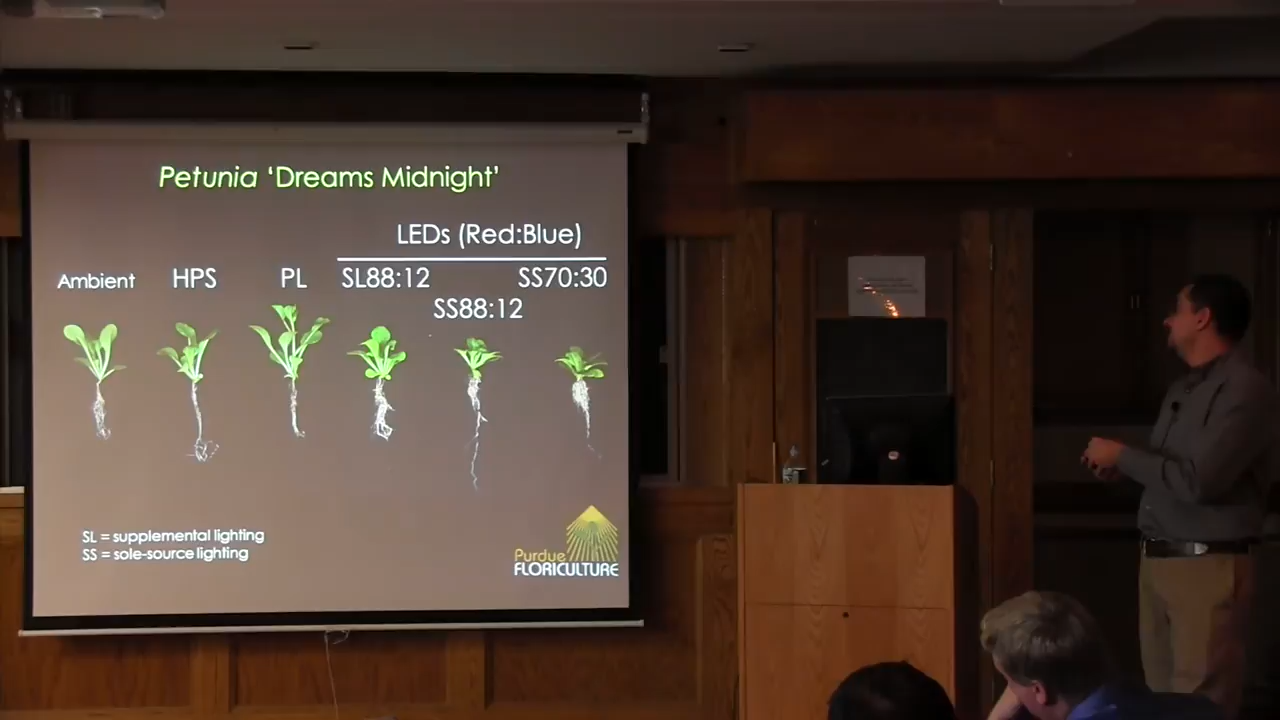 Petunia ‘Dreams Midnight’
LEDs (Red:Blue)
Ambient HPS PL SL88:12 SS70:30
SS88:12
SL = supplemental lighting
SS = sole-source lighting
Purdue
FLORICULTURE